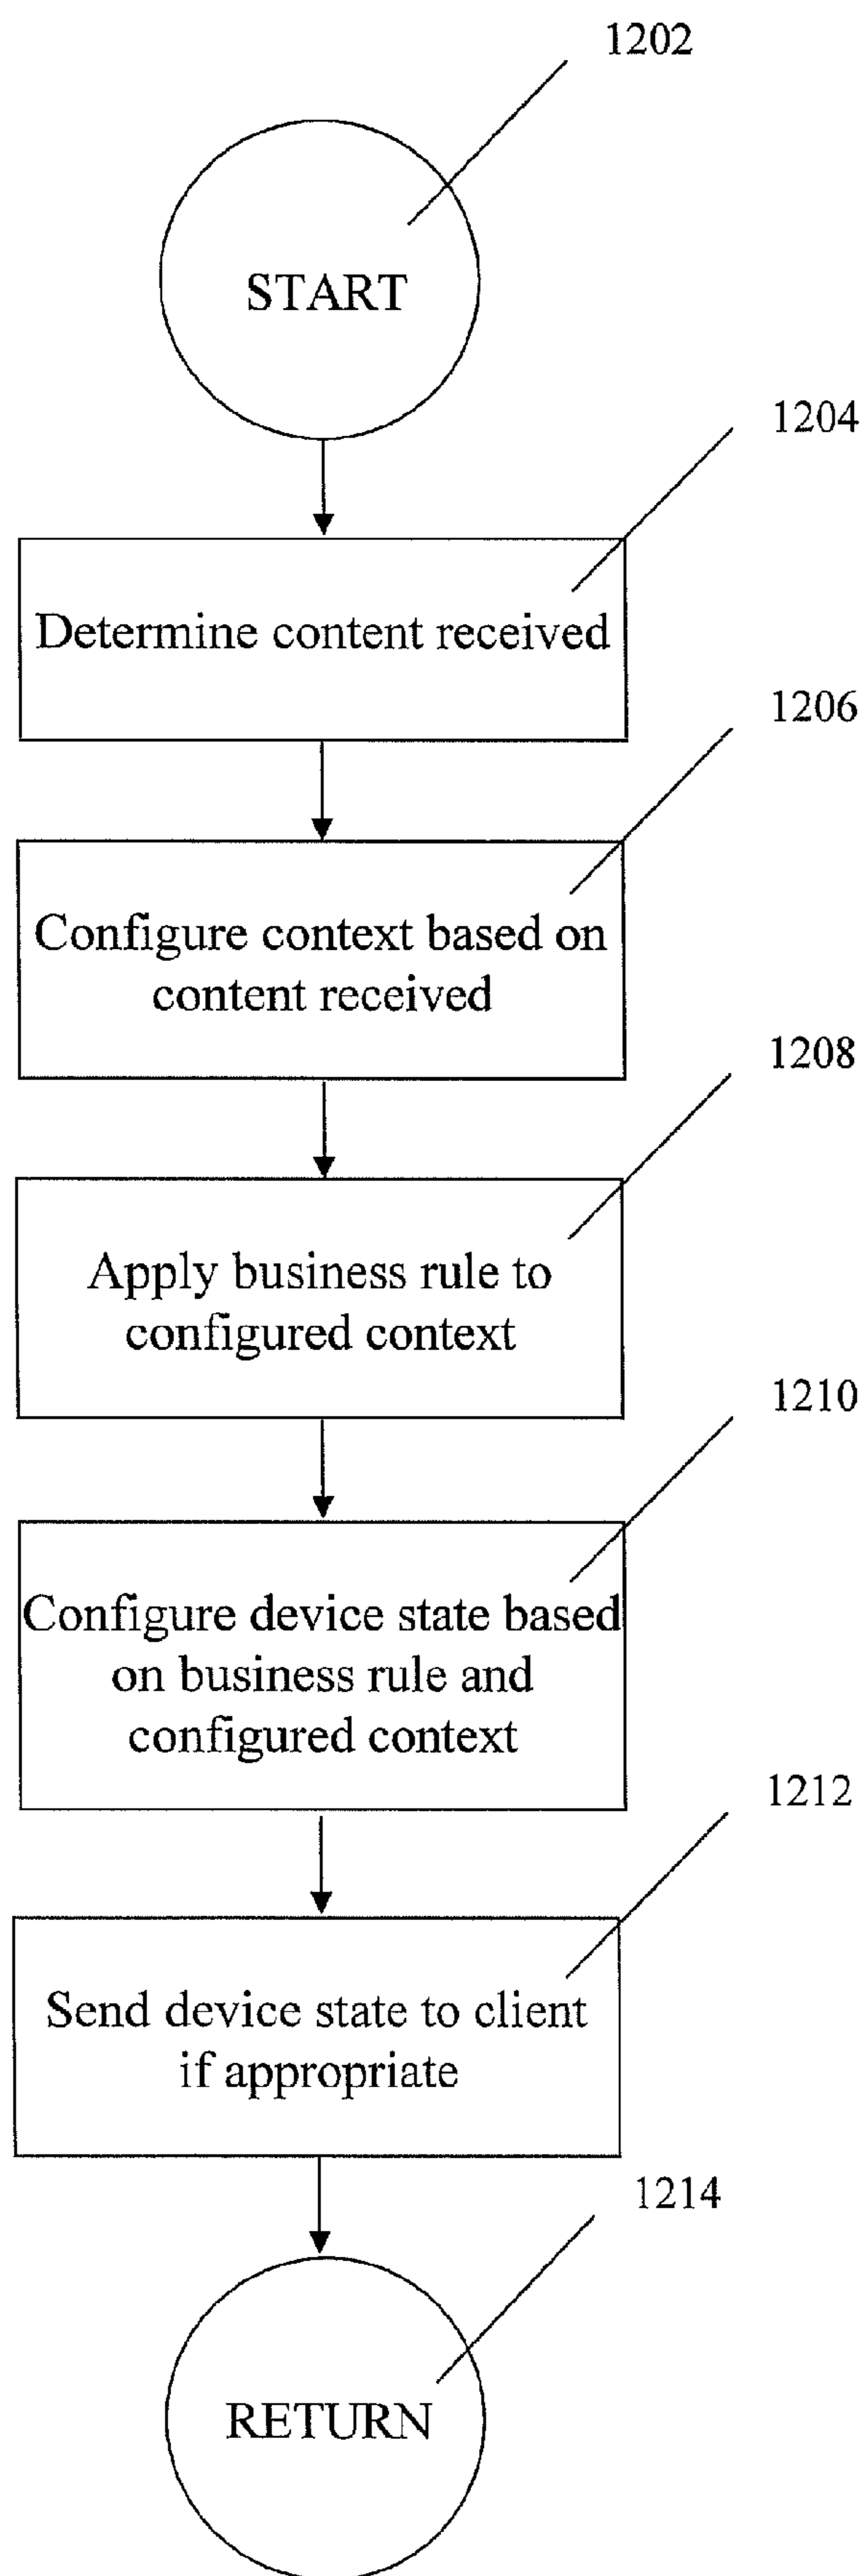 1202
START
1204
Determine content received
1206
Configure context based on
content received
1208
Apply business rule to
configured context
1210
Configure device state based
on business rule and
configured context
1212
Send device state to client
if appropriate
1214
RETURN